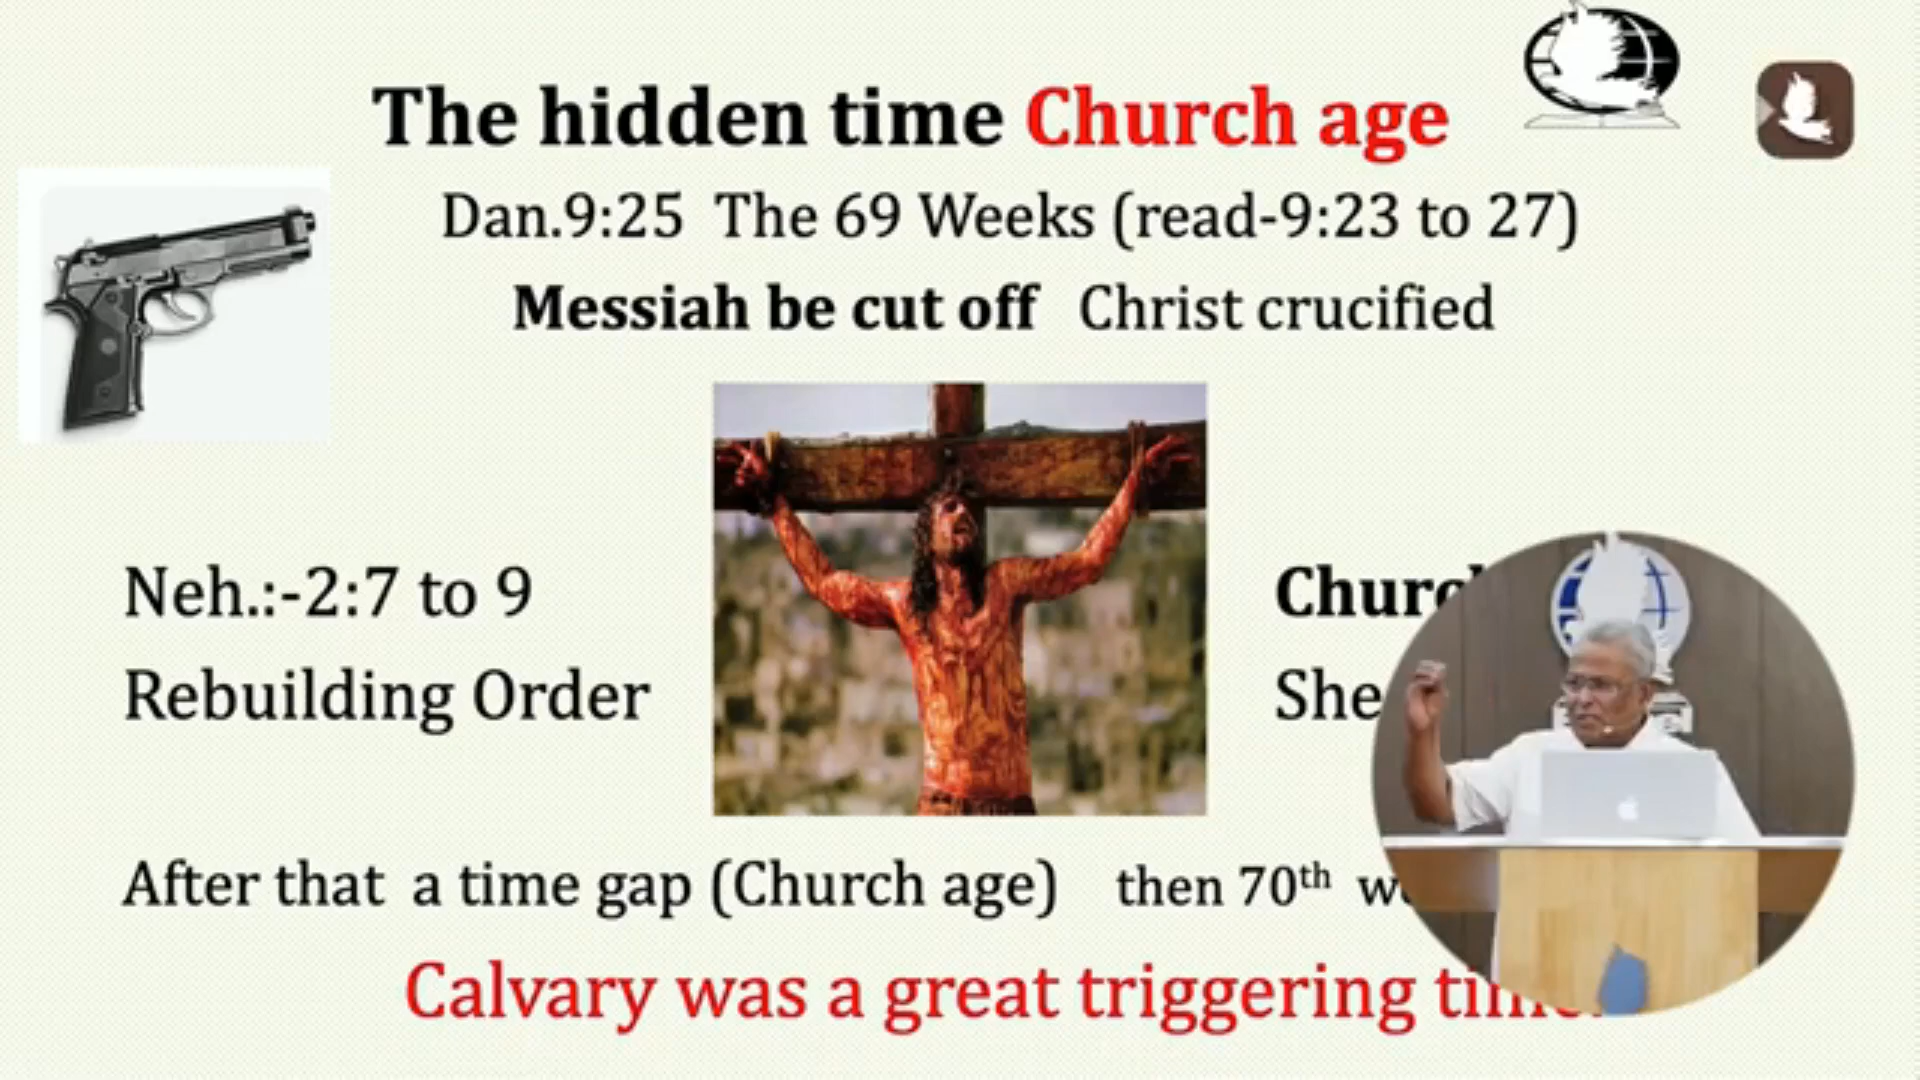 The hidden time Church age
Dan.9:25 The 69 Weeks (read-9:23 to 27)
Messiah be cut off Christ crucified
Neh.:-2:7 to 9
Rebuilding Order
After that a time gap (Church age) then 70th
Calvary was a great triggering